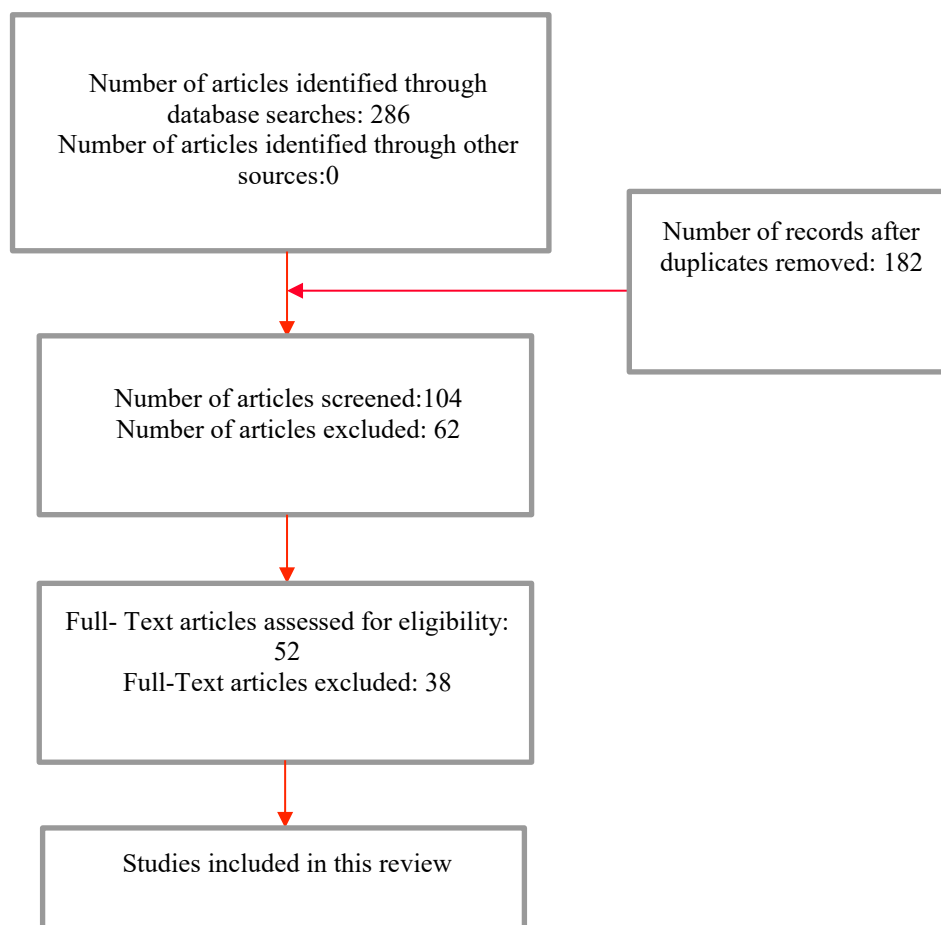 Number of articles identified through
database searches: 286
Number of articles identified through other
sources:0
Number of records after
duplicates removed: 182
Number of articles screened:104
Number of articles excluded: 62
Full- Text articles assessed for eligibility:
52
Full-Text articles excluded: 38
Studies included in this review